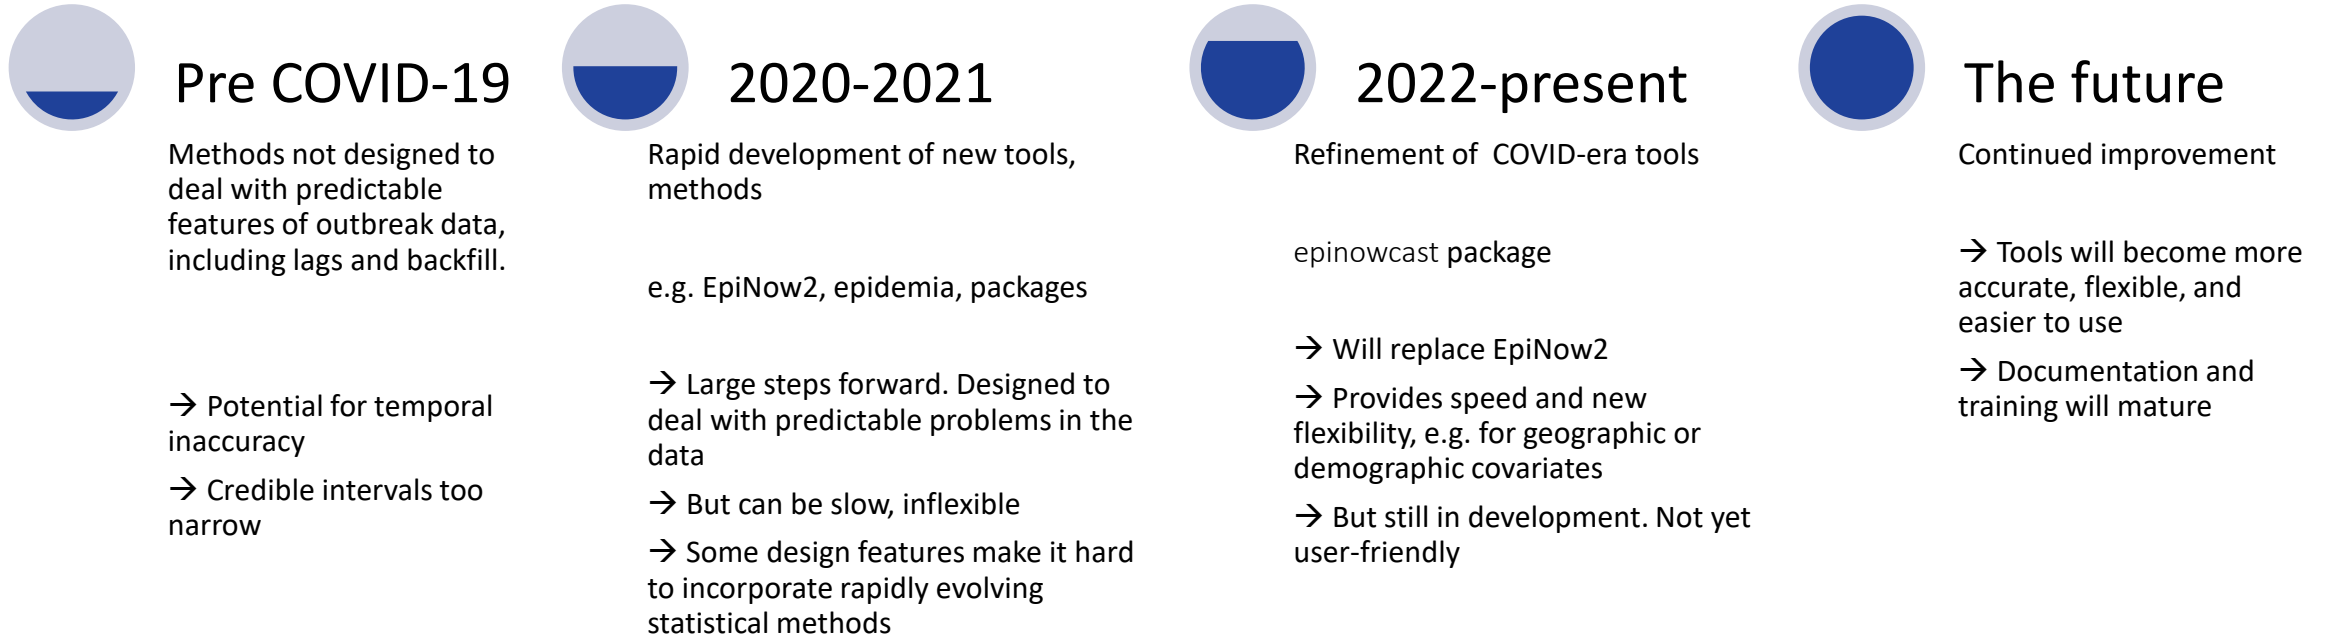 Pre COVID-19
Methods not designed to
deal with predictable
features of outbreak data,
including lags and backfill.
→ Potential for temporal
inaccuracy
→ Credible intervals too
narrow
2020-2021
Rapid development of new tools,
methods
e.g. EpiNow2, epidemia, packages
→ Large steps forward. Designed to
deal with predictable problems in the
data
→ But can be slow, inflexible
→ Some design features make it hard
to incorporate rapidly evolving
statistical methods
2022-present
Refinement of COVID-era tools
epinowcast package
→ Will replace EpiNow2
→ Provides speed and new
flexibility, e.g. for geographic or
demographic covariates
→ But still in development. Not yet
user-friendly
The future
Continued improvement
→ Tools will become more
accurate, flexible, and
easier to use
→ Documentation and
training will mature